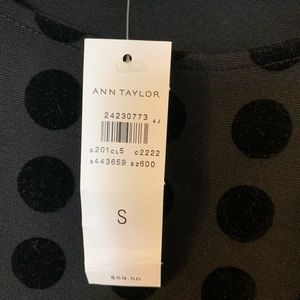 ANN TAYLOR
24230773 4J
D201CL5 C2222
S443659 SZ600
S
$59.50